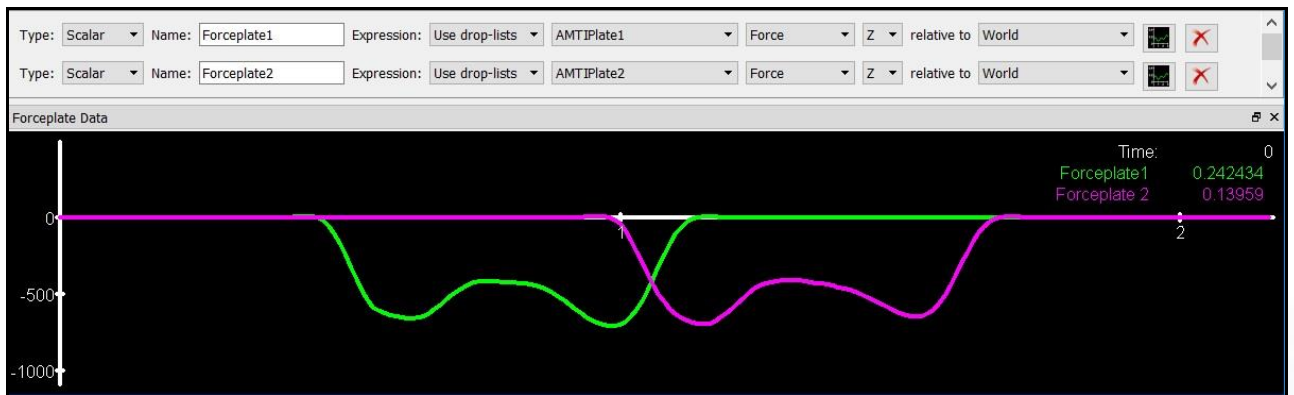 Type: Scalar Name: Forceplate1 Expression: Use drop-lists AMTIPlate1 Force Z relative to World
Type: Scalar Name: Forceplate2 Expression: Use drop-lists AMTIPlate2 Force Z relative to World
Forceplate Data
Time: 0
Forceplate1 0.242434
Forceplate 2 0.13959
0
1 2
-500
-1000